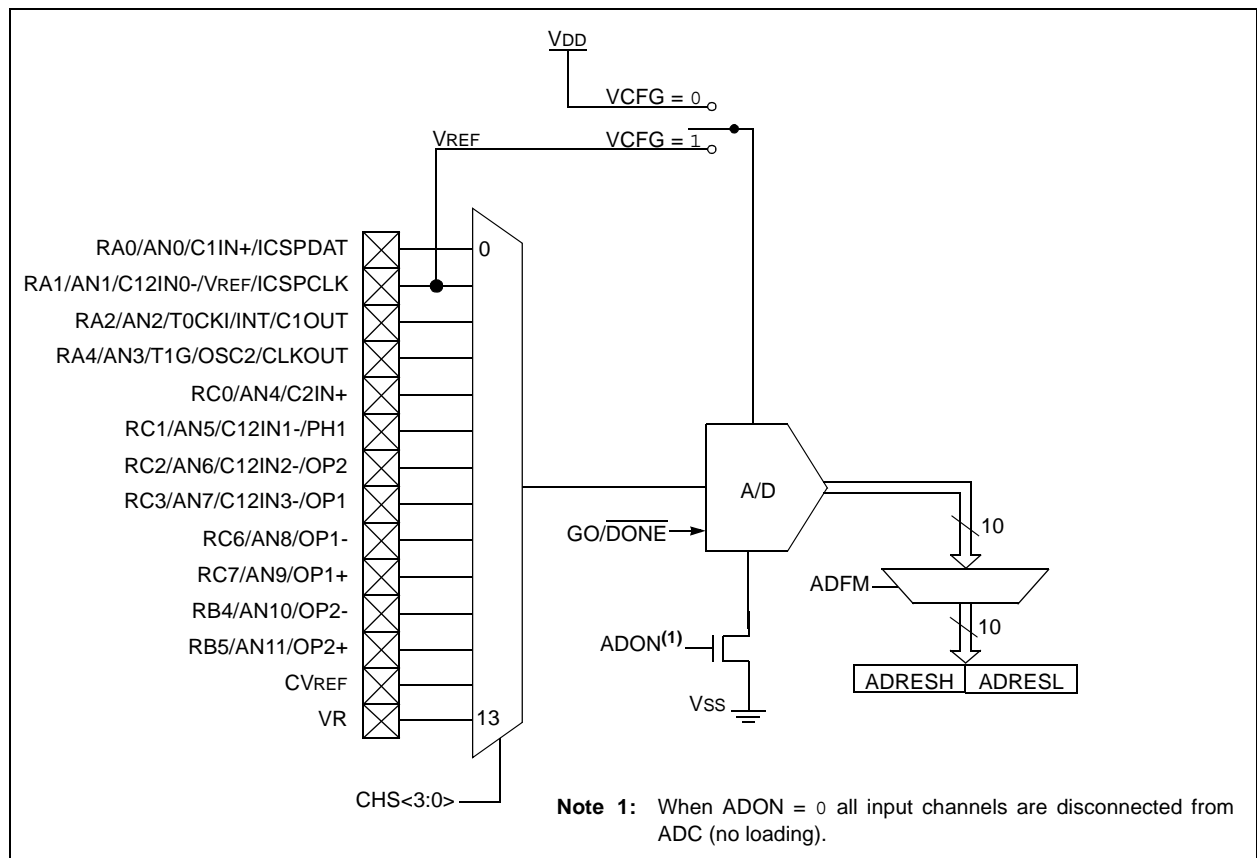 VDD
VCFG = 0
VREF
VCFG = 1
RA0/AN0/C1IN+/ICSPDAT
0
RA1/AN1/C12IN0-/VREF/ICSPCLK
RA2/AN2/T0CKI/INT/C1OUT
RA4/AN3/T1G/OSC2/CLKOUT
RC0/AN4/C2IN+
RC1/AN5/C12IN1-/PH1
RC2/AN6/C12IN2-/OP2
RC3/AN7/C12IN3-/OP1
RC6/AN8/OP1-
RC7/AN9/OP1+
RB4/AN10/OP2-
RB5/AN11/OP2+
CVREF
VR
13
CHS<3:0>
A/D
GO/DONE
10
ADFM
10
ADON(1)
ADRESH ADRESL
VSS
Note 1: When ADON = 0 all input channels are disconnected from
ADC (no loading).